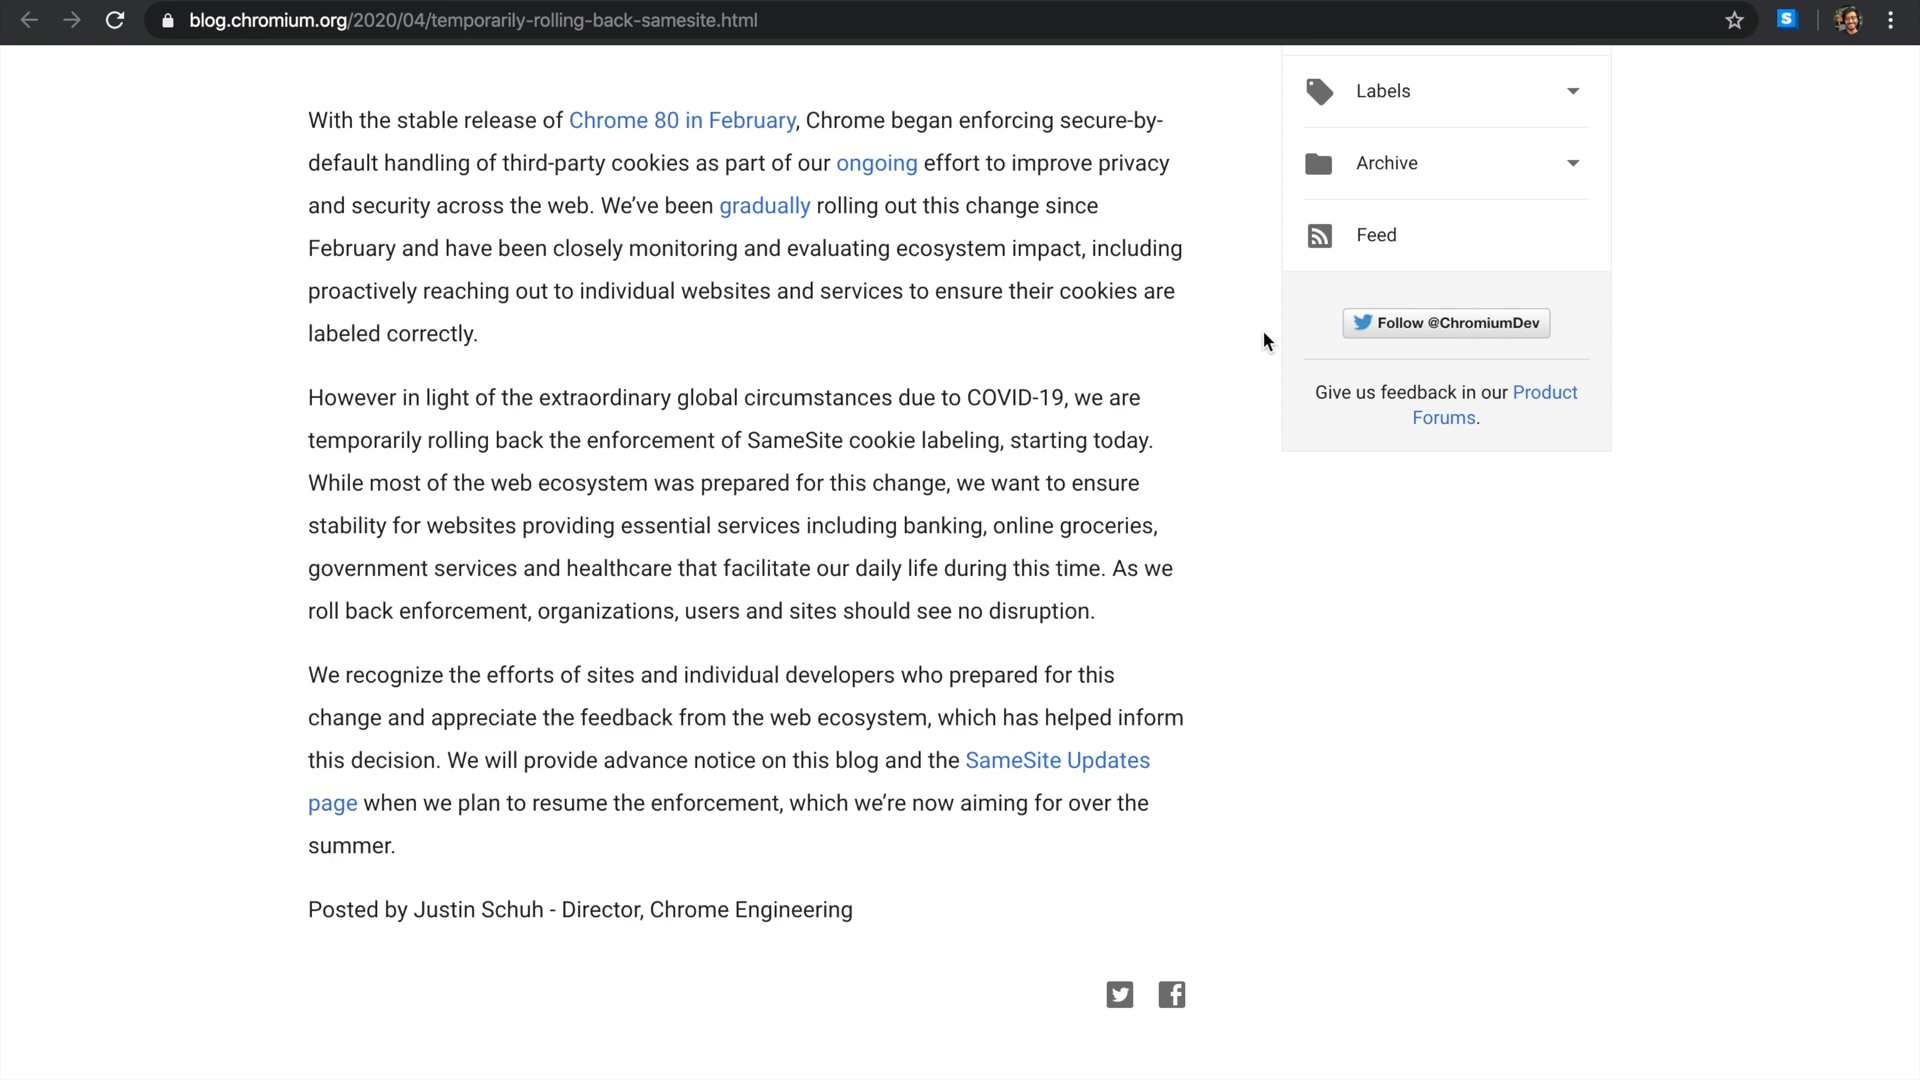 blog.chromium.org/2020/04/temporarily-rolling-back-samesite.html
S
With the stable release of Chrome 80 in February, Chrome began enforcing secure-by-
default handling of third-party cookies as part of our ongoing effort to improve privacy
and security across the web. We’ve been gradually rolling out this change since
February and have been closely monitoring and evaluating ecosystem impact, including
proactively reaching out to individual websites and services to ensure their cookies are
labeled correctly.
However in light of the extraordinary global circumstances due to COVID-19, we are
temporarily rolling back the enforcement of SameSite cookie labeling, starting today.
While most of the web ecosystem was prepared for this change, we want to ensure
stability for websites providing essential services including banking, online groceries,
government services and healthcare that facilitate our daily life during this time. As we
roll back enforcement, organizations, users and sites should see no disruption.
We recognize the efforts of sites and individual developers who prepared for this
change and appreciate the feedback from the web ecosystem, which has helped inform
this decision. We will provide advance notice on this blog and the SameSite Updates
page when we plan to resume the enforcement, which we’re now aiming for over the
summer.
Posted by Justin Schuh - Director, Chrome Engineering
Labels
Archive
Feed
Follow @ChromiumDev
Give us feedback in our Product
Forums.